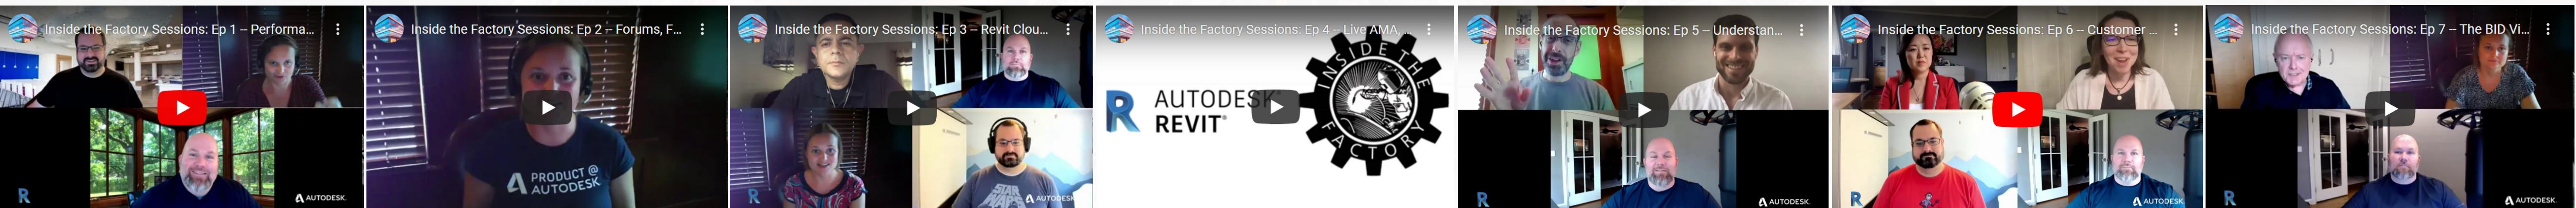 Inside the Factory Sessions: Ep 1 – Performa...
R
AUTODESK.
Inside the Factory Sessions: Ep 2 – Forums, F...
PRODUCT @
AUTODESK
Inside the Factory Sessions: Ep 3 – Revit Clou...
STAR
WARS
R
AUTODESK.
Inside the Factory Sessions: Ep 4 – Live AMA,...
R
AUTODESK®
REVIT®
INSIDE THE
FACTORY
Inside the Factory Sessions: Ep 5 – Understan...
R
AUTODESK.
Inside the Factory Sessions: Ep 6 – Customer ...
R
AUTODESK.
Inside the Factory Sessions: Ep 7 – The BID Vi...
R
AUTODESK.